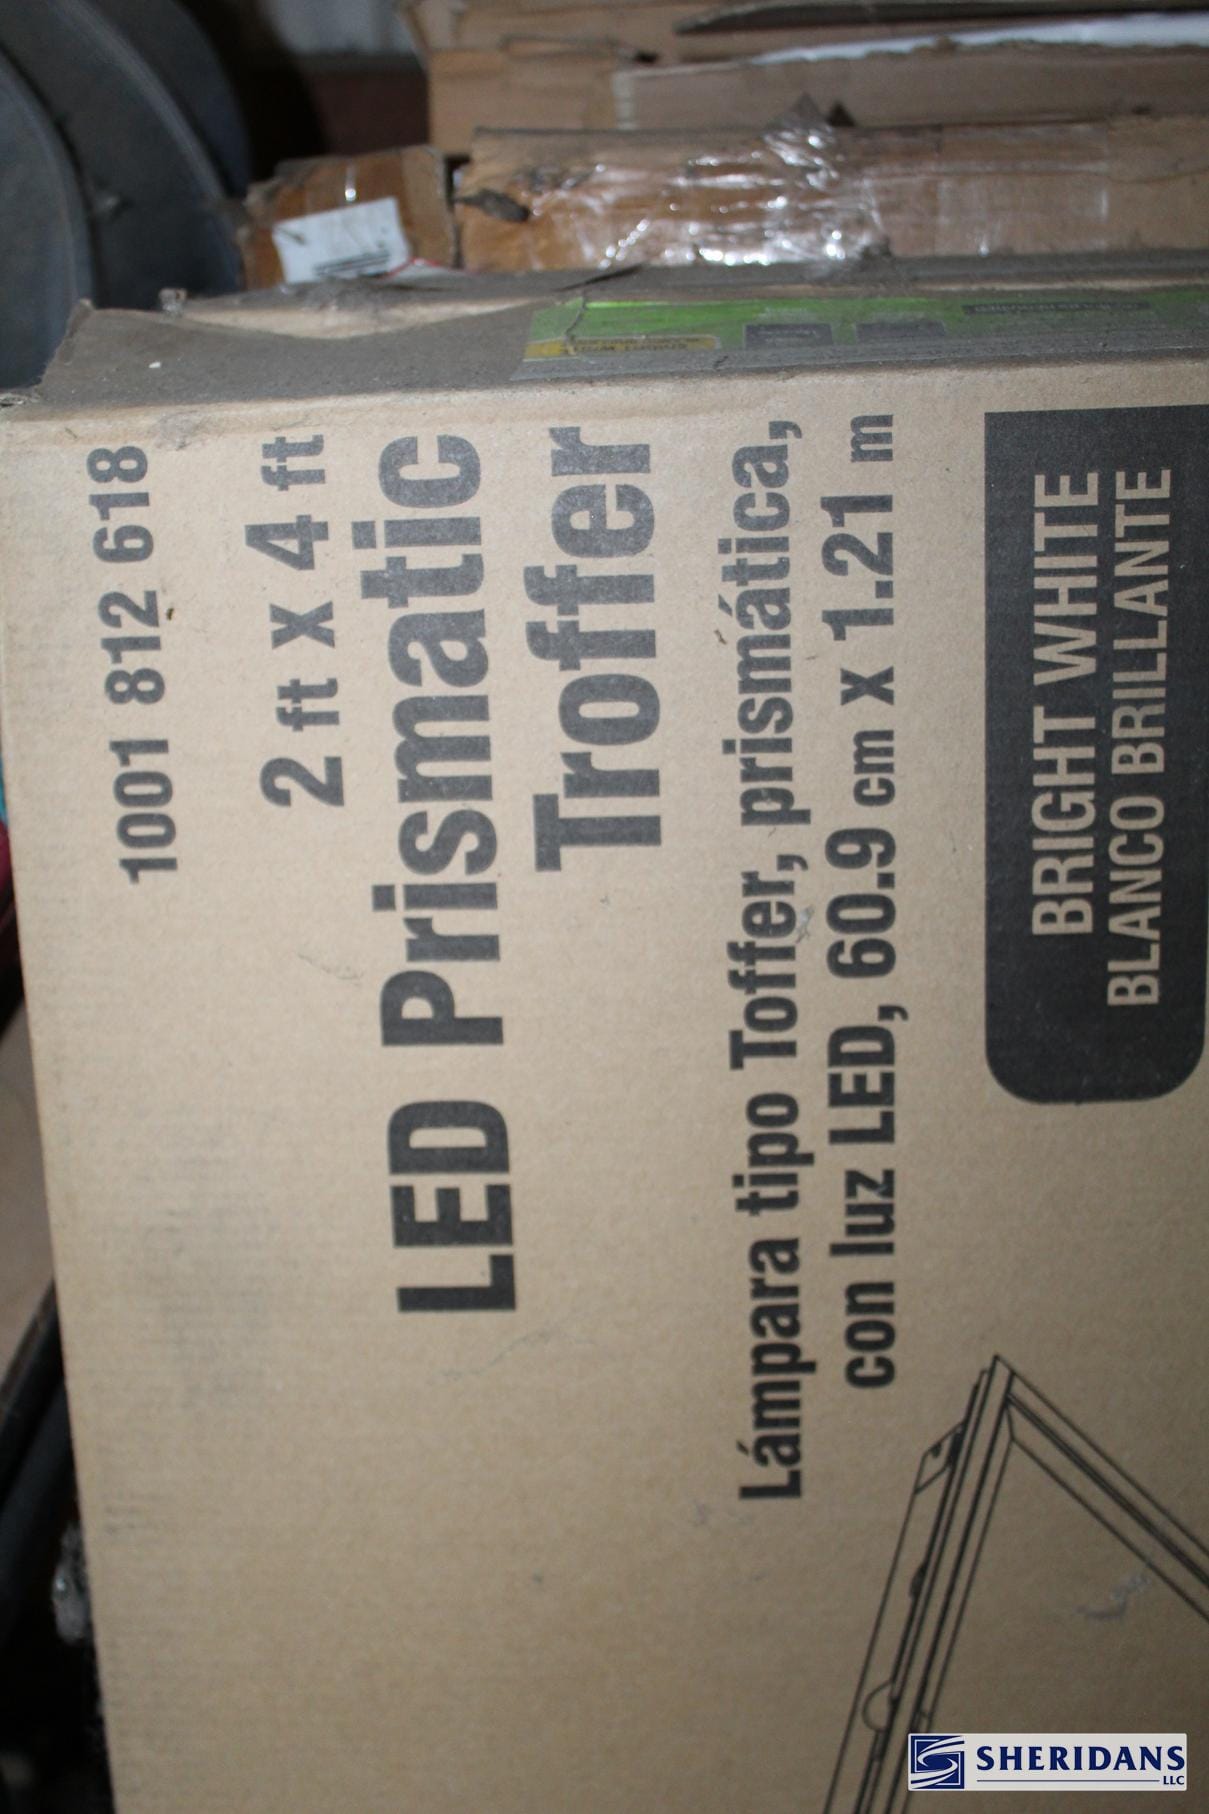 1001 812 618
2 ft X 4 ft
LED Prismatic
Troffer
Lámpara tipo Toffer, prismática,
con luz LED, 60.9 cm x 1.21 m
BRIGHT WHITE
BLANCO BRILLANTE
SHERIDANS
LLC